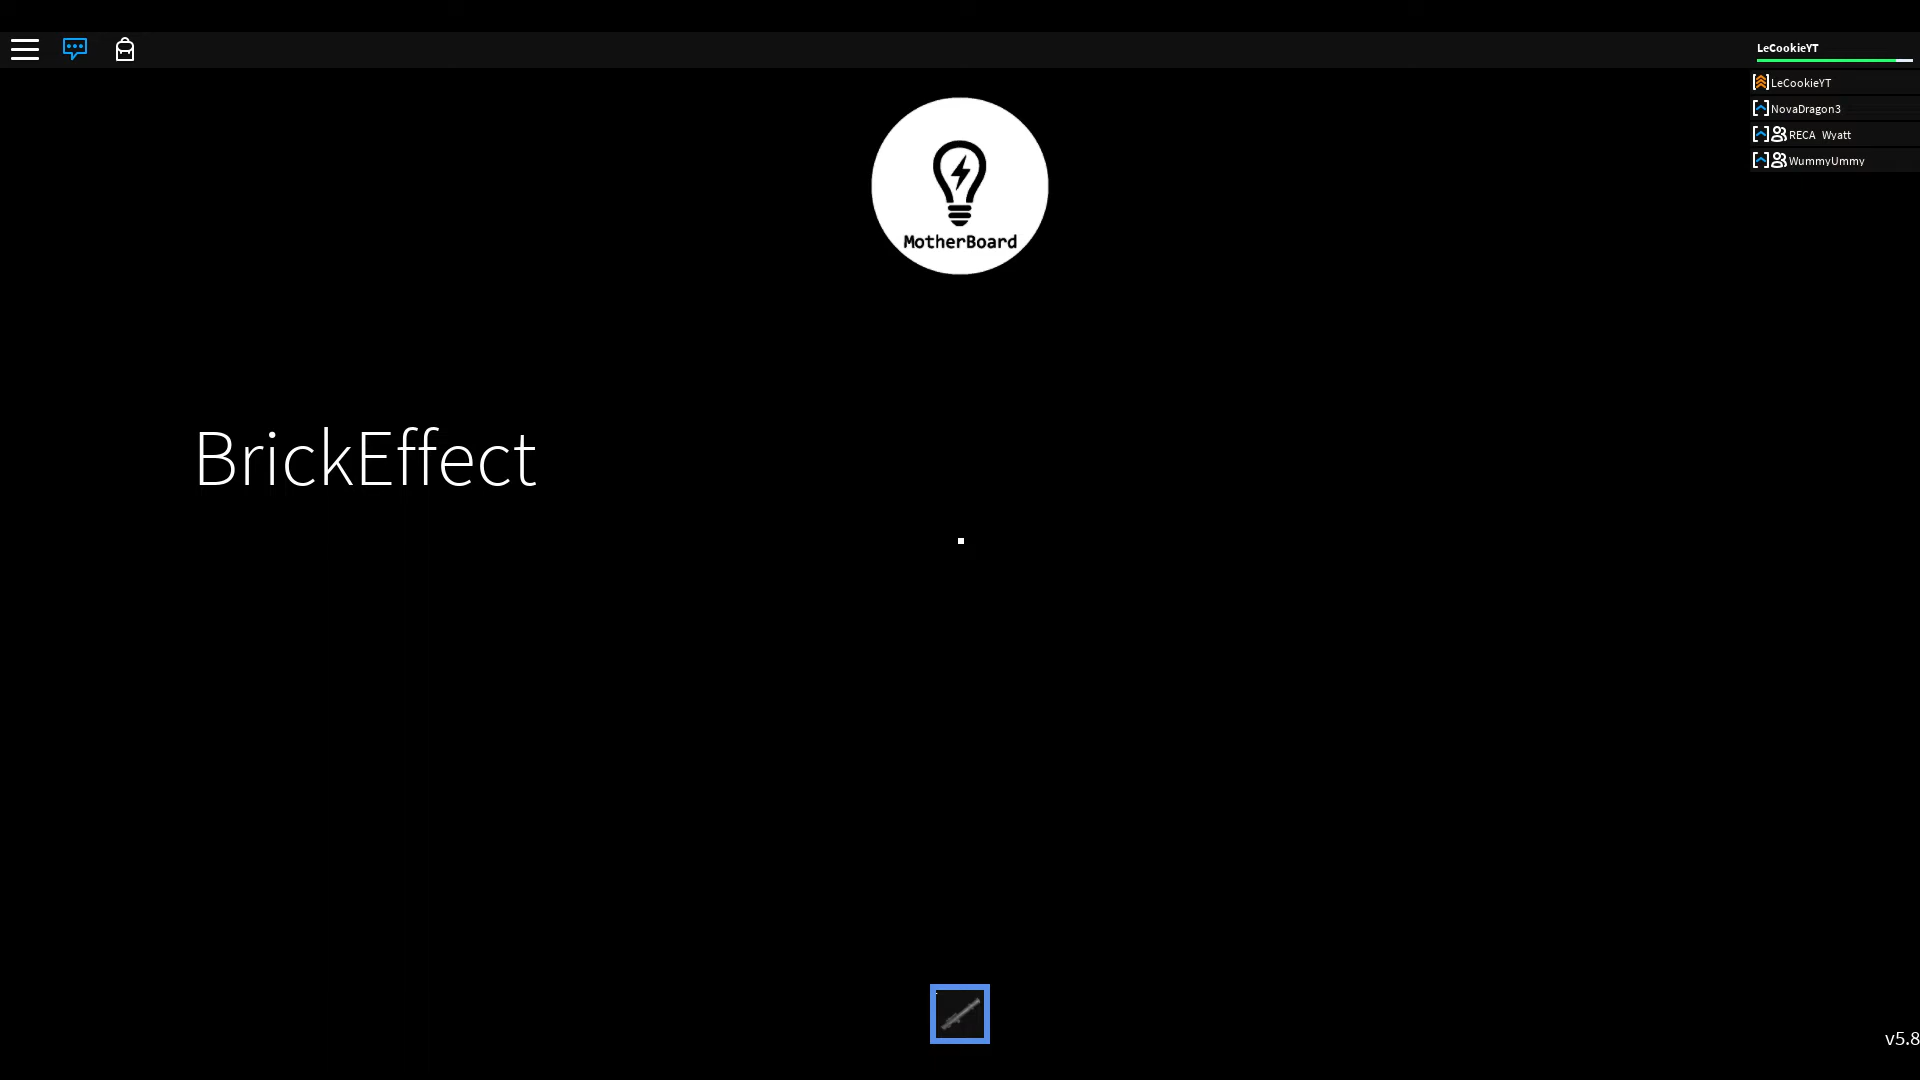 LeCookieYT
LeCookieYT
NovaDragon3
RECA_Wyatt
WummyUmmy
MotherBoard
BrickEffect
v5.8